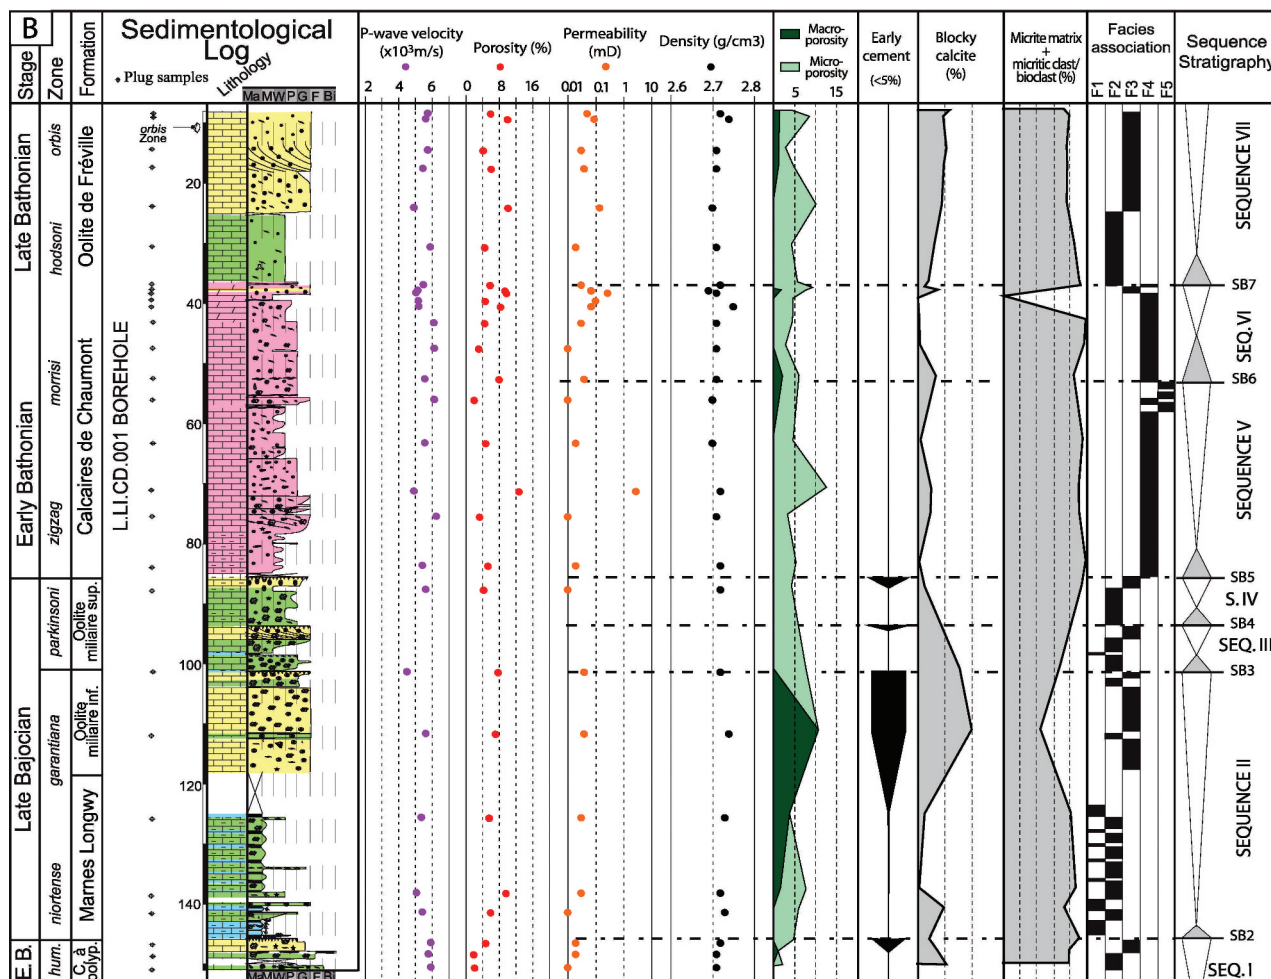 B
Sedimentological
Log
Stage
Zone
Formation
Plug samples
Lithology
Ma M W P G F Bi
P-wave velocity
(x10³m/s)
2 4 6 8
Porosity (%)
0 8 16
Permeability
(mD)
0.01 0.1 1 10
Density (g/cm3)
2.6 2.7 2.8
Macro-
porosity
Micro-
porosity
5 15
Early
cement
(<5%)
Blocky
calcite
(%)
Micrite matrix
+
micritic clast/
bioclast (%)
Facies
association
F1
F2
F3
F4
F5
Sequence
Stratigraphy
Late Bathonian
Early Bathonian
Late Bajocian
E.B.
orbis
hodsoni
morrisi
zigzag
parkinsoni
garantiana
niortense
hum.
Oolite de Fréville
Calcaires de Chaumont
Oolite
miliaire sup.
Oolite
miliaire inf.
Marnes Longwy
C. à
polyp.
orbis
Zone
L.LI.CD.001 BOREHOLE
20
40
60
80
100
120
140
Ma M W P G F Bi
SEQUENCE VII
SB7
SEQ. VI
SB6
SEQUENCE V
SB5
S. IV
SB4
SEQ. III
SB3
SEQUENCE II
SB2
SEQ. I